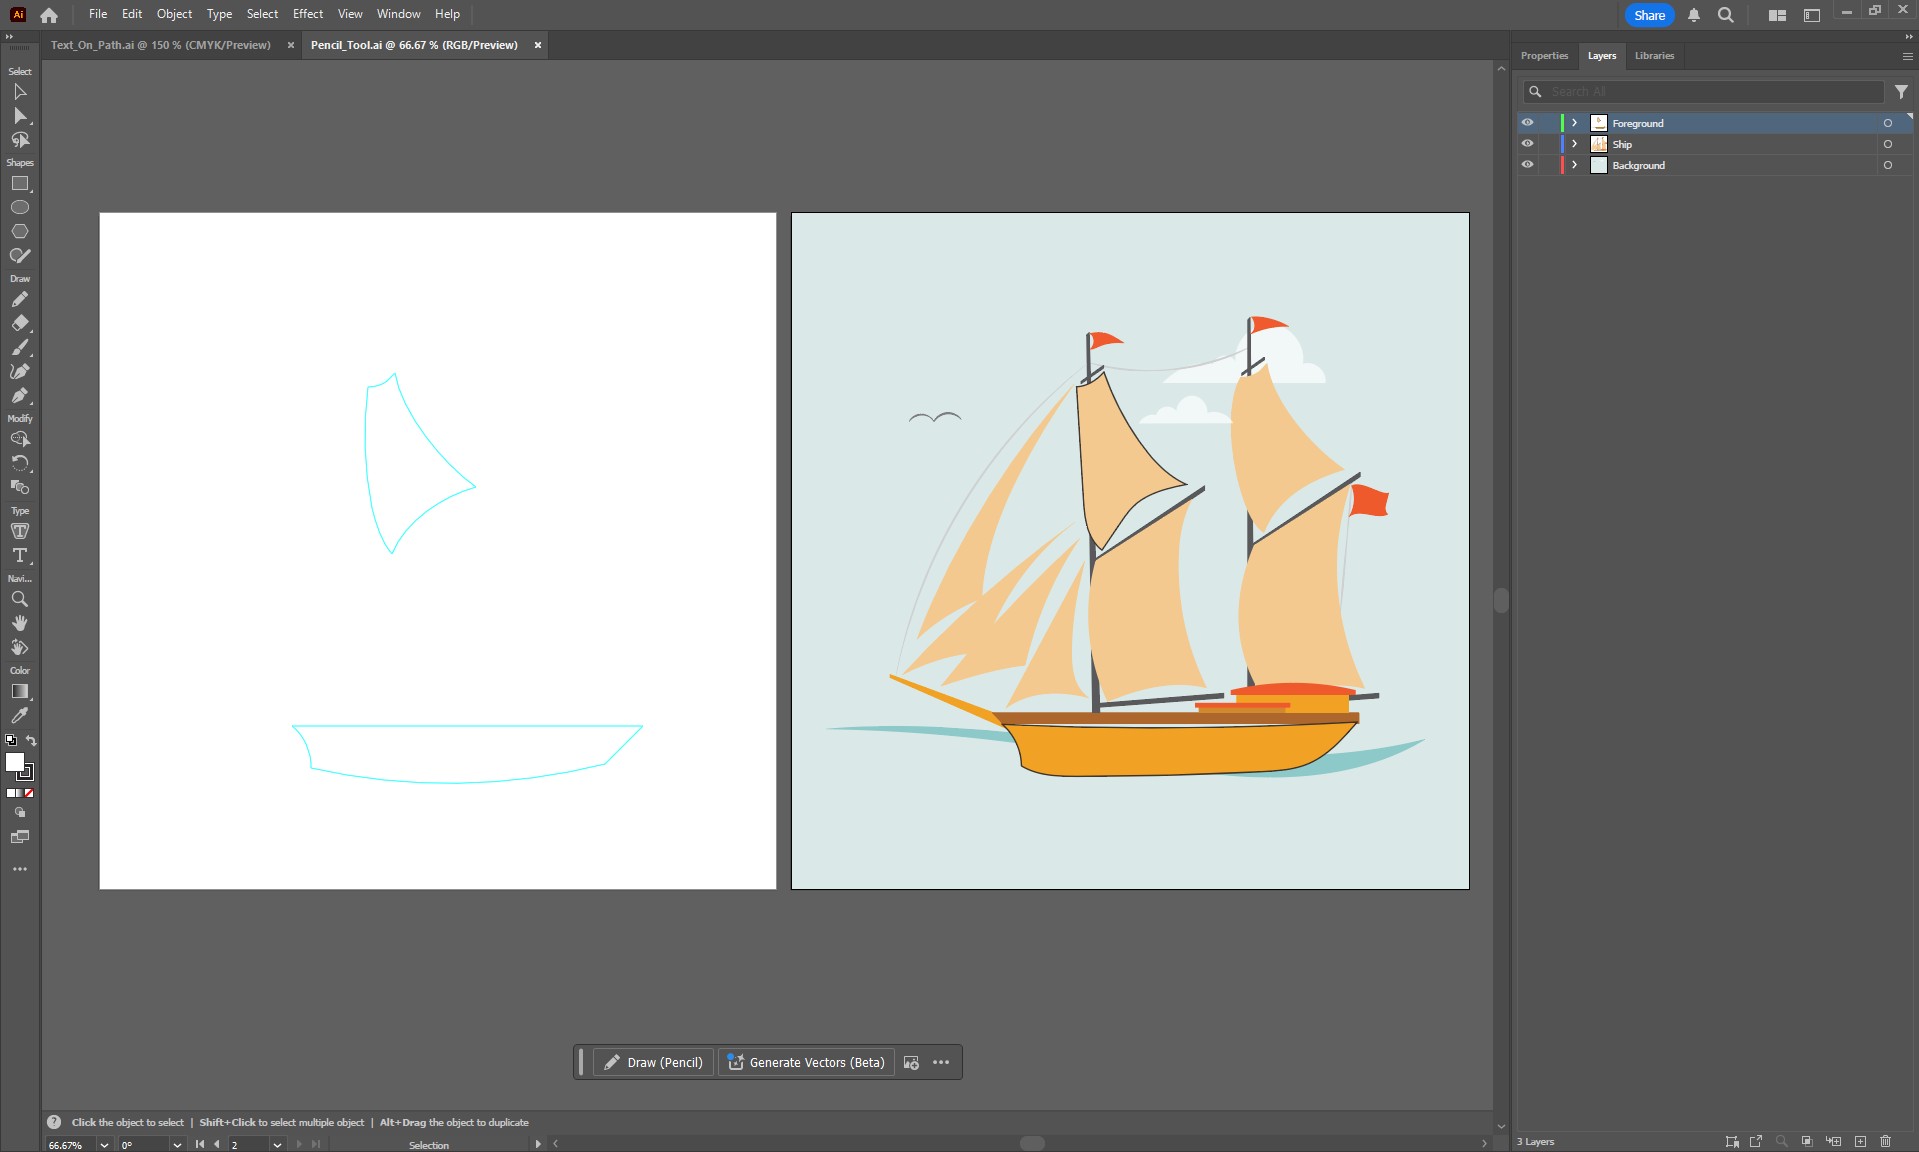 Ai File Edit Object Type Select Effect View Window Help Share
Text_On_Path.ai @ 150 % (CMYK/Preview) × Pencil_Tool.ai @ 66.67 % (RGB/Preview) ×
Properties Layers Libraries
Select
Search All
Foreground
Ship
Background
Shapes
Draw
Modify
Type
Navi...
Color
Draw (Pencil) Generate Vectors (Beta)
? Click the object to select | Shift+Click to select multiple object | Alt+Drag the object to duplicate
66.67% 0° 2 Selection
3 Layers